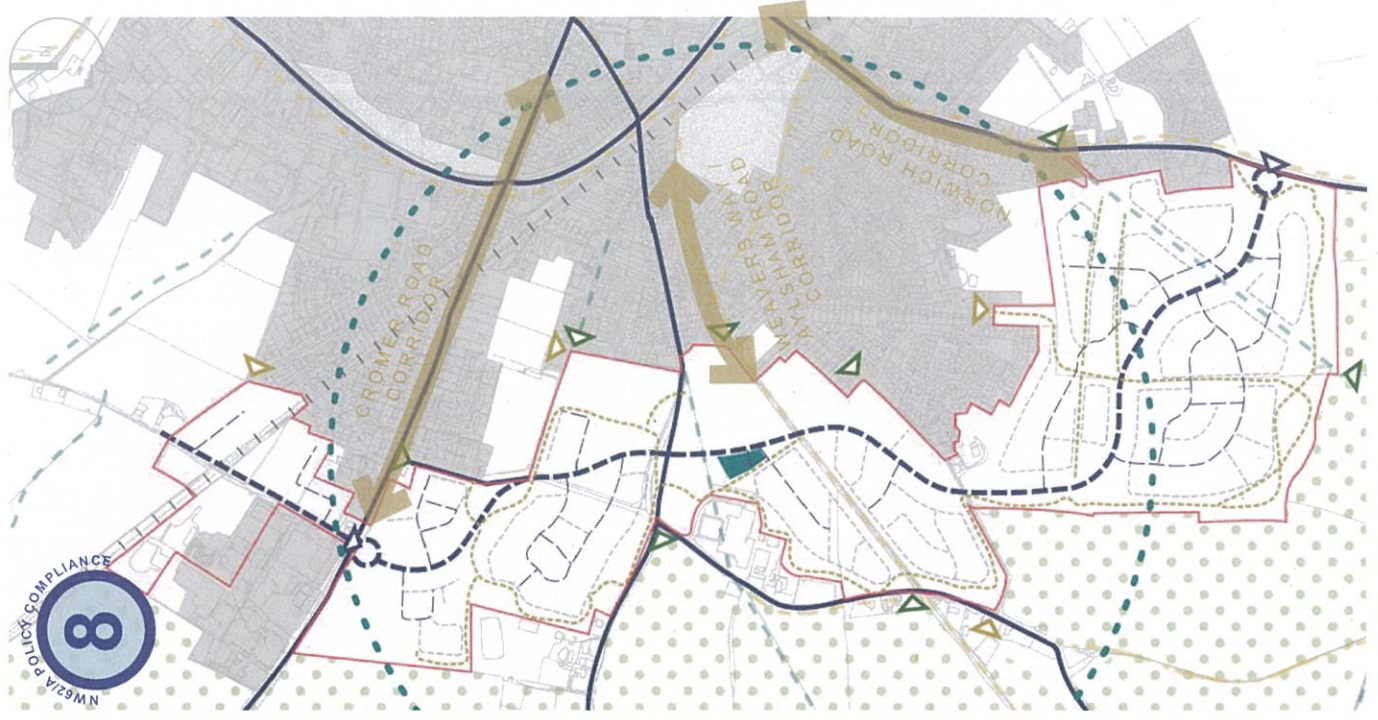 CROMER ROAD
CORRIDOR
WEAVERS WAY /
AYLSHAM ROAD
CORRIDOR
NORWICH ROAD
CORRIDOR
NW62/A POLICY COMPLIANCE
8